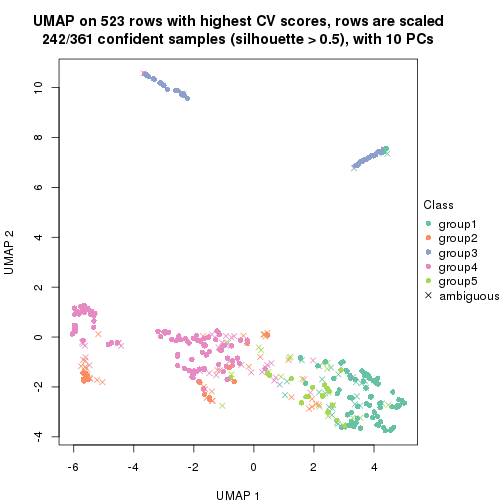 UMAP on 523 rows with highest CV scores, rows are scaled
242/361 confident samples (silhouette > 0.5), with 10 PCs
10
8
6
4
2
0
-2
-4
UMAP 2
-6
-4
-2
0
2
4
UMAP 1
Class
group1
group2
group3
group4
group5
ambiguous